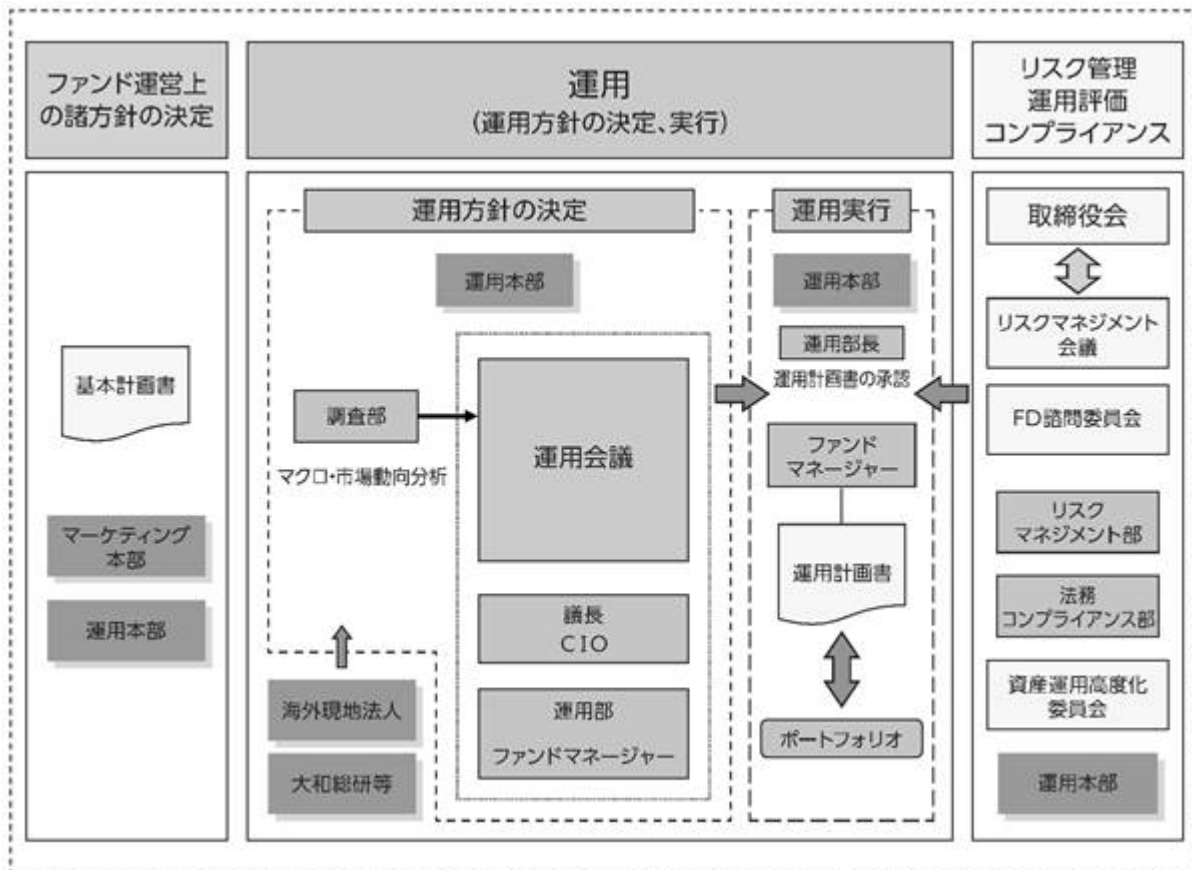 ファンド運営上
の諸方針の決定
運用
(運用方針の決定、実行)
リスク管理
運用評価
コンプライアンス
基本計画書
マーケティング
本部
運用本部
運用方針の決定
運用本部
調査部
マクロ・市場動向分析
運用会議
議長
CIO
運用部
ファンドマネージャー
海外現地法人
大和総研等
運用実行
運用本部
運用部長
運用計画書の承認
ファンド
マネージャー
運用計画書
ポートフォリオ
取締役会
リスクマネジメント
会議
FD諮問委員会
リスク
マネジメント部
法務
コンプライアンス部
資産運用高度化
委員会
運用本部